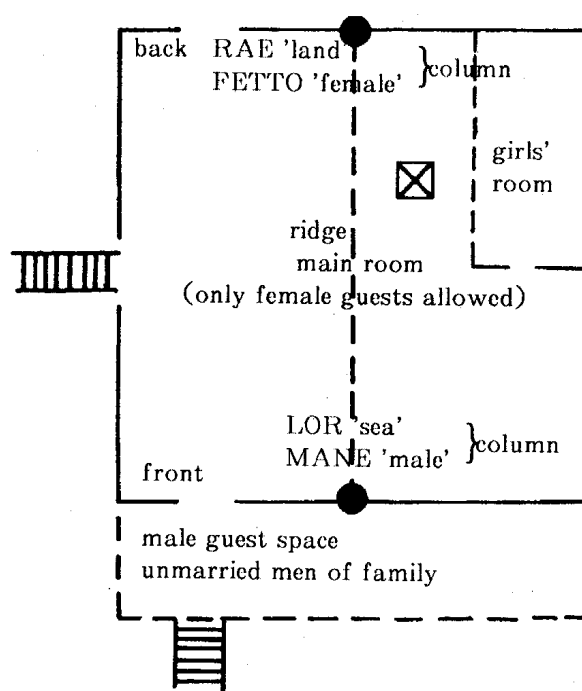 back RAE 'land'
FETTO 'female'
column
girls'
room
ridge
main room
(only female guests allowed)
LOR 'sea'
MANE 'male'
column
front
male guest space
unmarried men of family